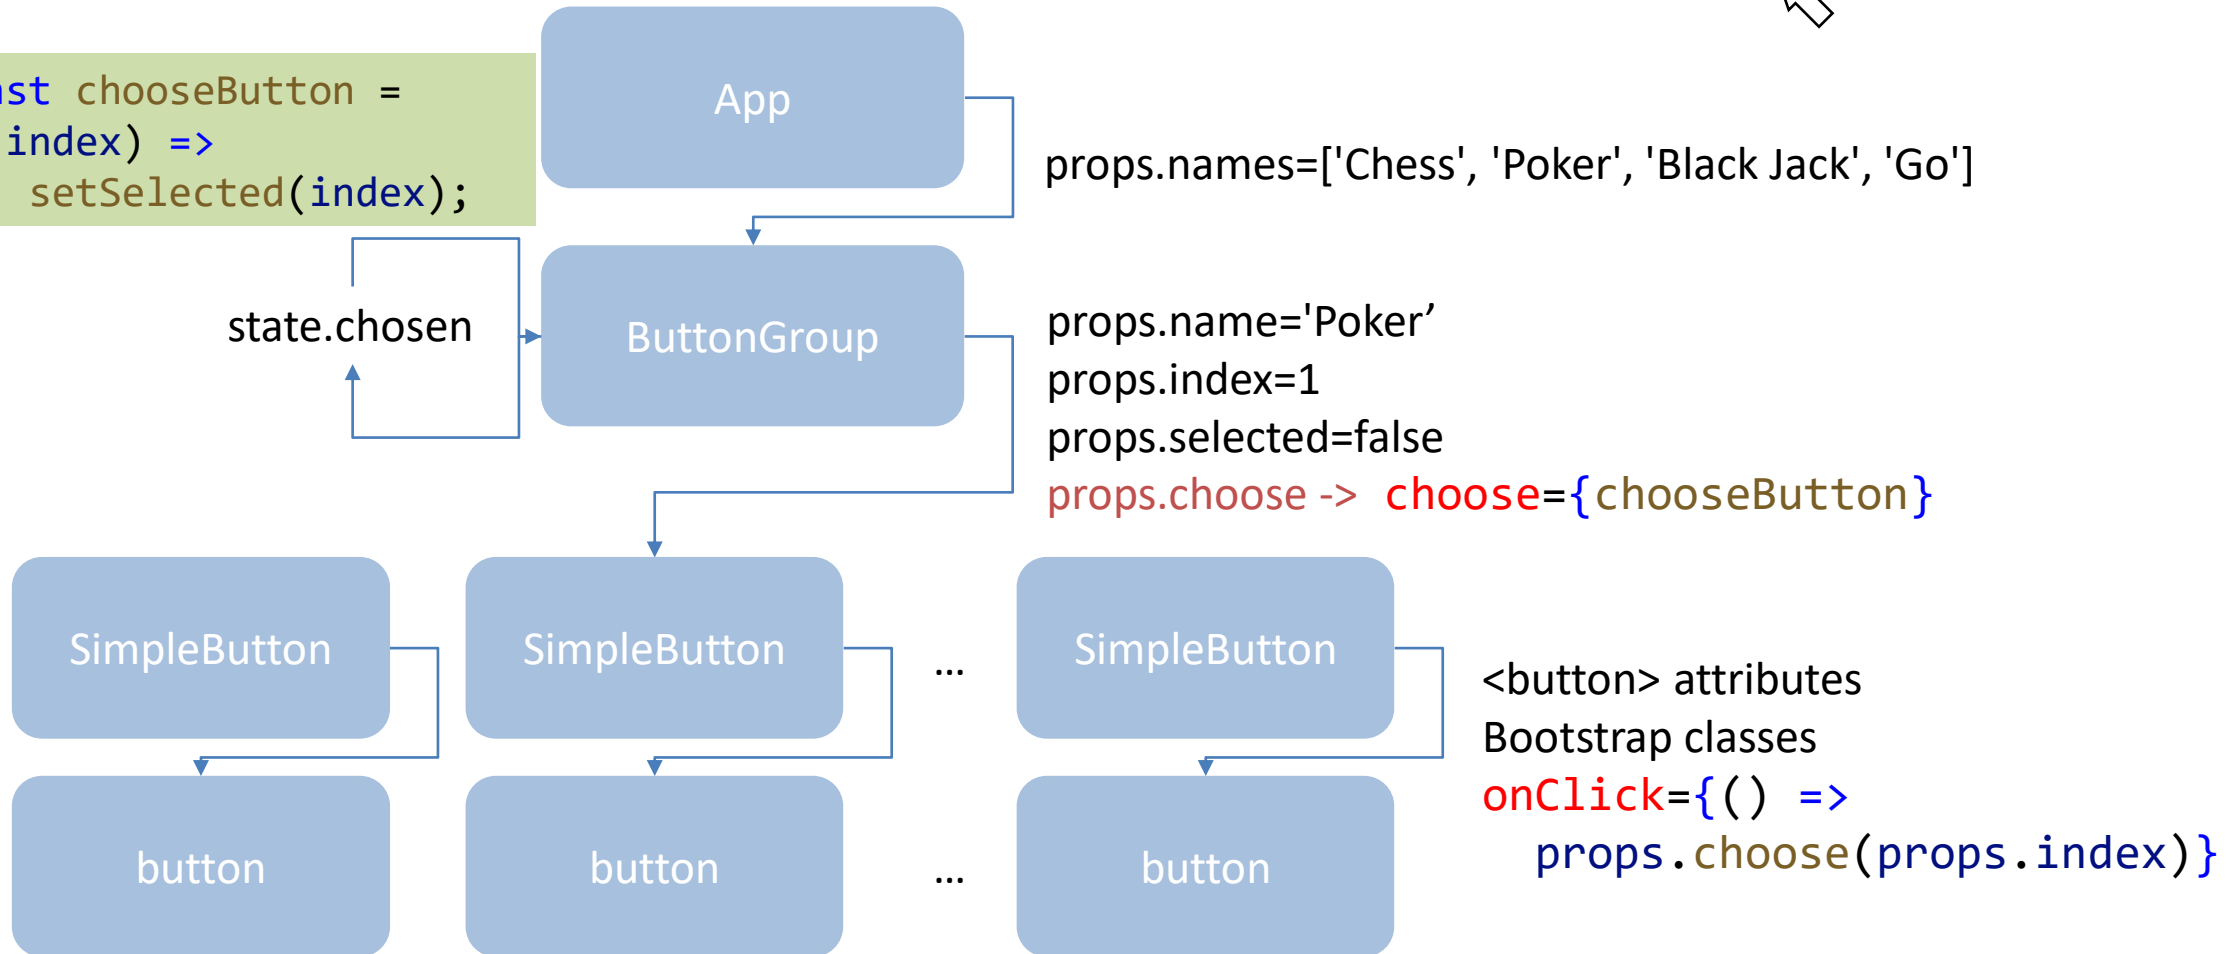 App
st chooseButton =
index) =>
setSelected(index);
props.names=['Chess', 'Poker', 'Black Jack', 'Go']
state.chosen
ButtonGroup
props.name='Poker’
props.index=1
props.selected=false
props.choose -> choose={chooseButton}
SimpleButton
SimpleButton
...
SimpleButton
<button> attributes
Bootstrap classes
onClick={() =>
props.choose(props.index)}
button
button
...
button